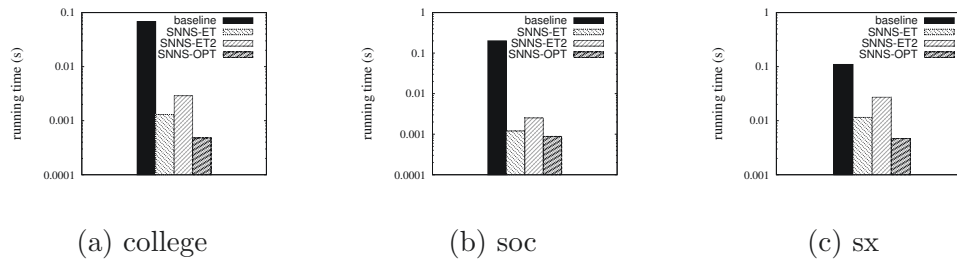 running time (s)
0.1
0.01
0.001
0.0001
baseline
SNNS-ET
SNNS-ET2
SNNS-OPT
(a) college
running time (s)
1
0.1
0.01
0.001
0.0001
baseline
SNNS-ET
SNNS-ET2
SNNS-OPT
(b) soc
running time (s)
1
0.1
0.01
0.001
baseline
SNNS-ET
SNNS-ET2
SNNS-OPT
(c) sx